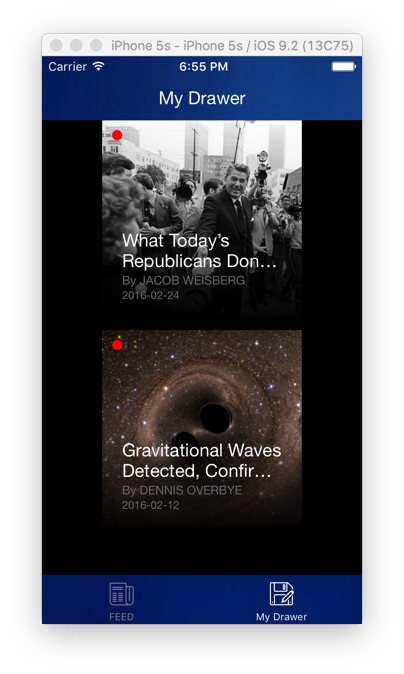 iPhone 5s - iPhone 5s / iOS 9.2 (13C75)
Carrier 6:55 PM
My Drawer
What Today’s
Republicans Don…
By JACOB WEISBERG
2016-02-24
Gravitational Waves
Detected, Confir…
By DENNIS OVERBYE
2016-02-12
FEED My Drawer